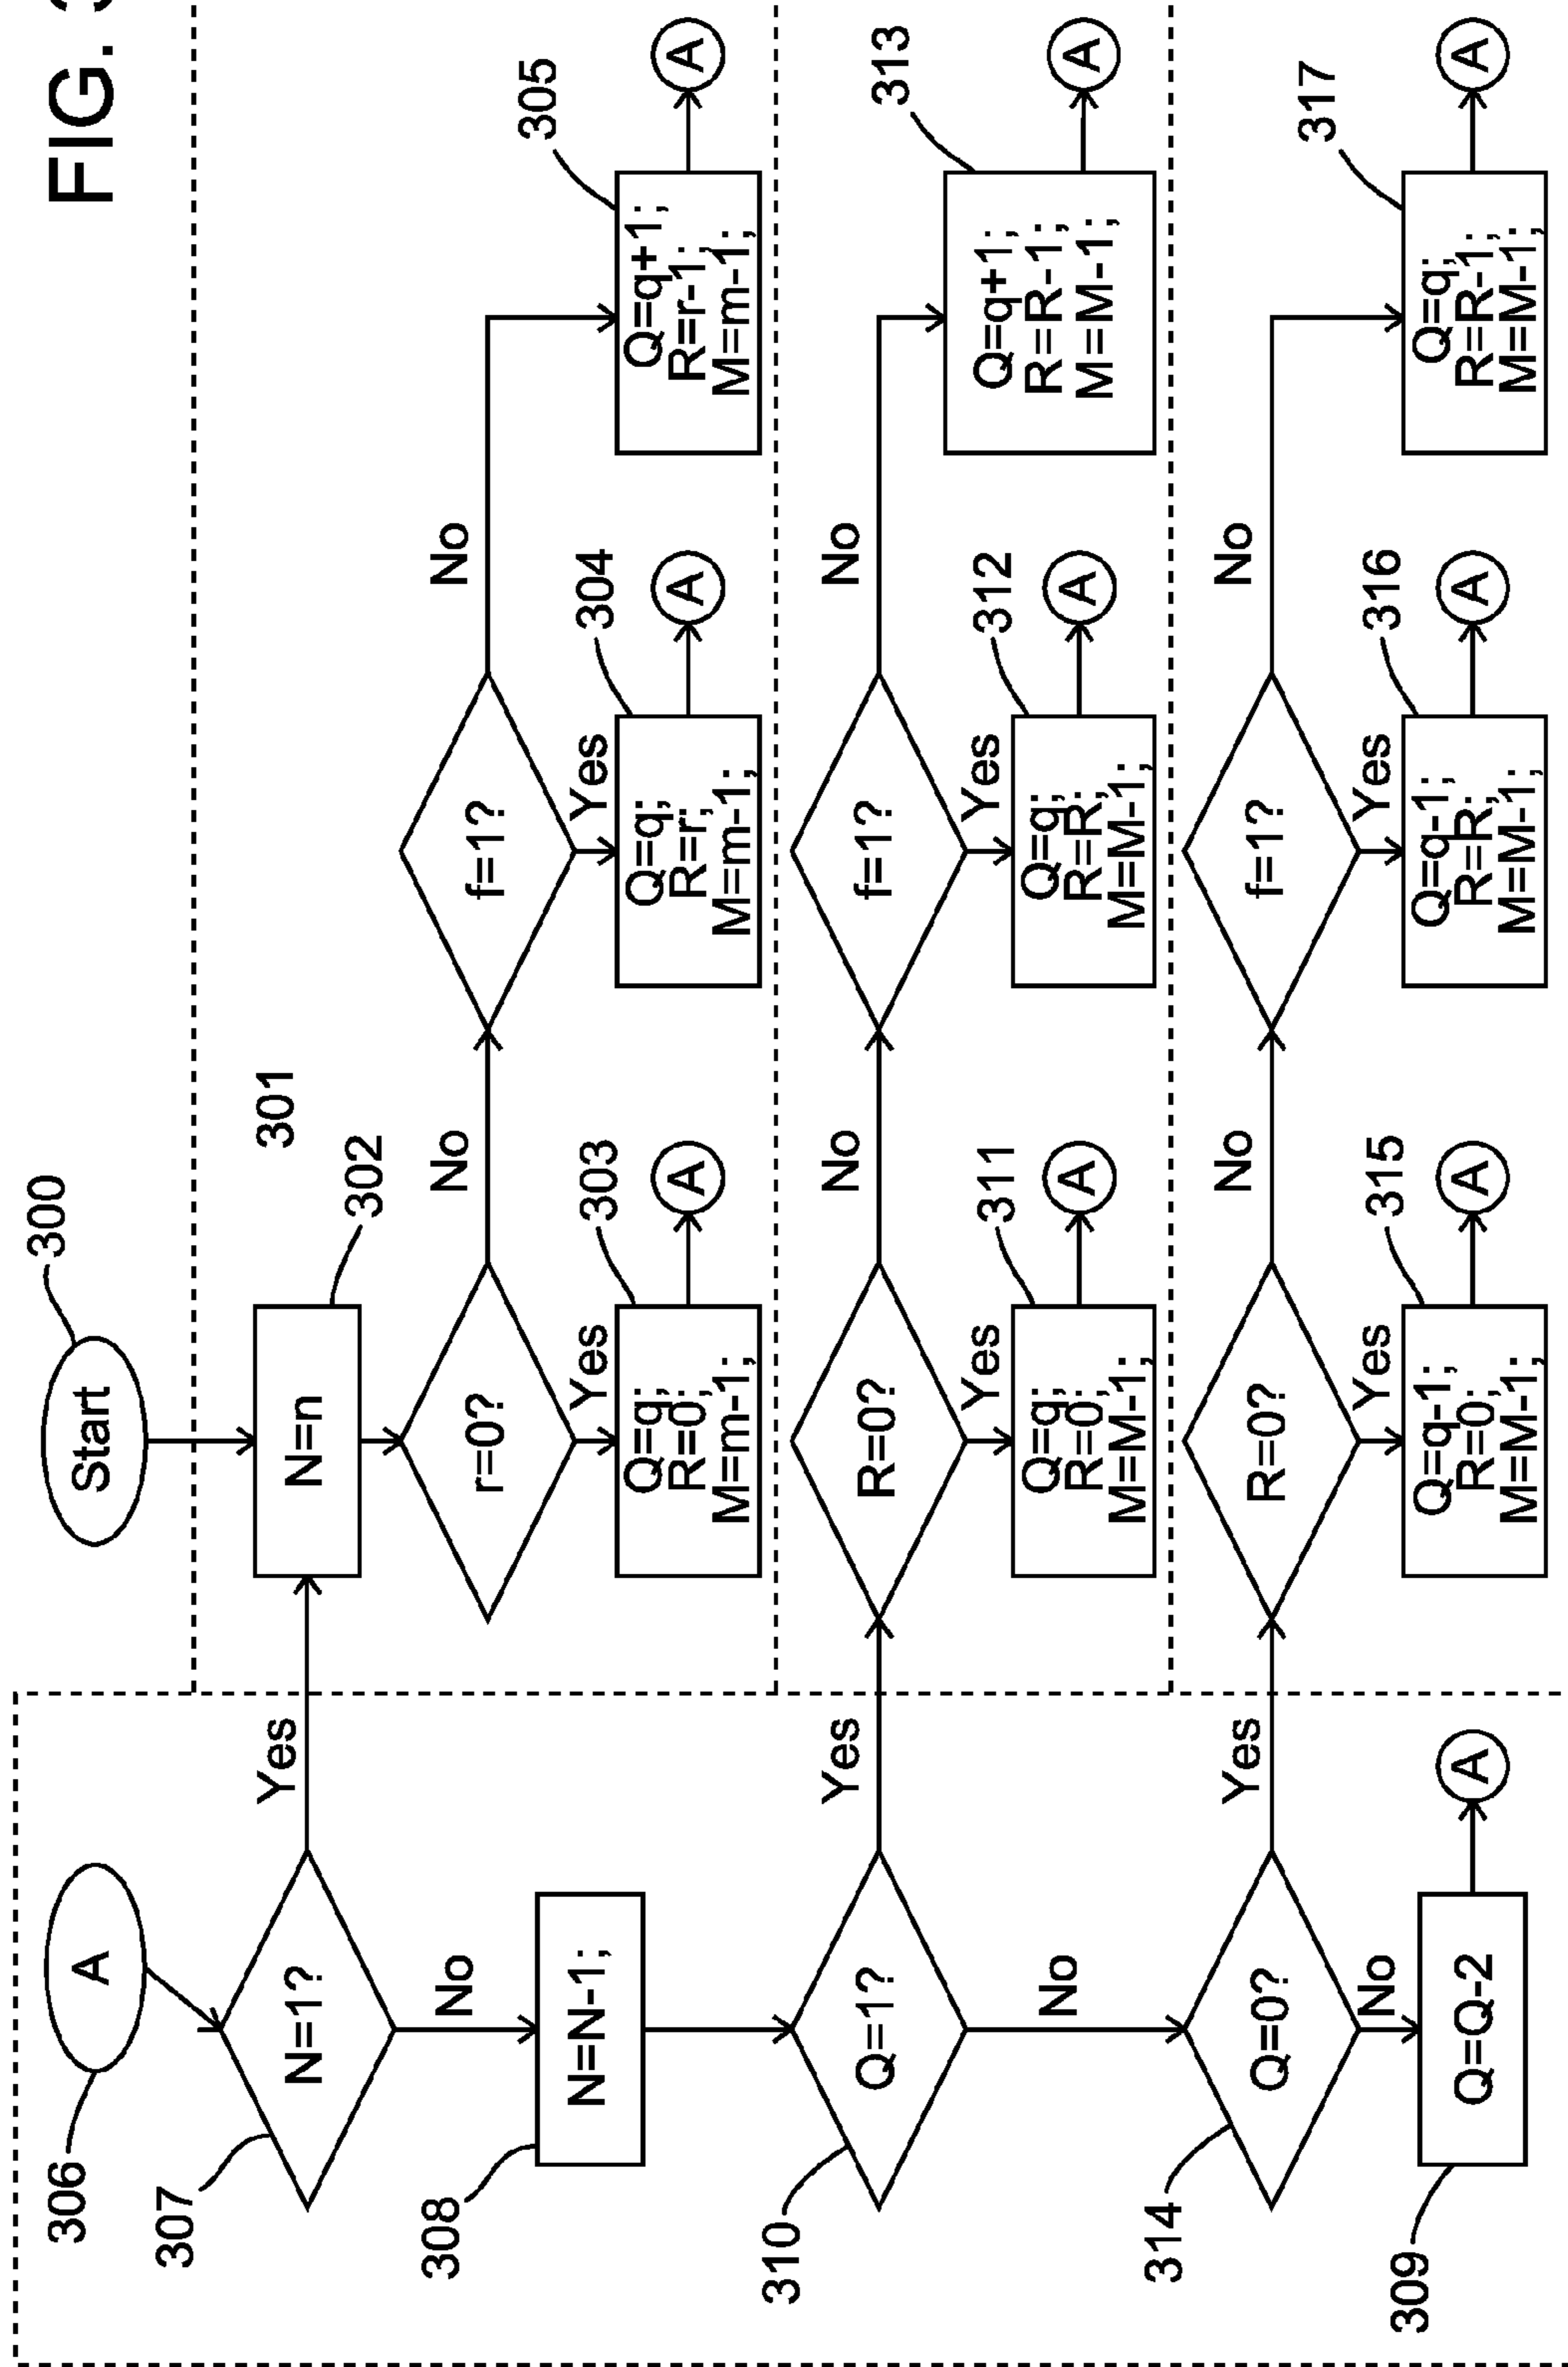 FIG.
306
A
300
Start
307
N=1?
Yes
301
302
N=n
No
308
N=N-1;
r=0?
No
f=1?
No
Yes
303
Q=q;
R=0;
M=m-1;
A
Yes
304
Q=q;
R=r;
M=m-1;
A
305
Q=q+1;
R=r-1;
M=m-1;
A
310
Q=1?
Yes
R=0?
No
f=1?
No
Yes
311
Q=q;
R=0;
M=M-1;
A
Yes
312
Q=q;
R=R;
M=M-1;
A
313
Q=q+1;
R=R-1;
M=M-1;
A
No
314
Q=0?
Yes
R=0?
No
f=1?
No
No
309
Q=Q-2
A
Yes
315
Q=q-1;
R=0;
M=M-1;
A
Yes
316
Q=q-1;
R=R;
M=M-1;
A
317
Q=q;
R=R-1;
M=M-1;
A